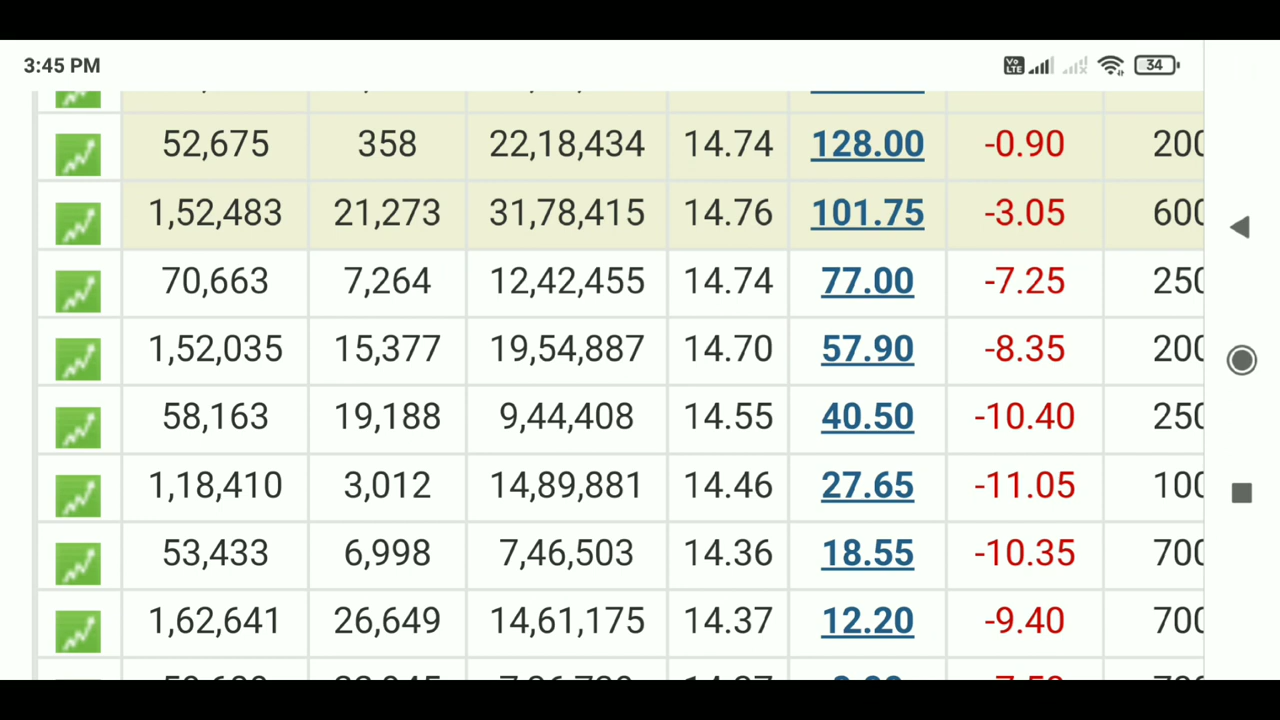 3:45 PM
Vo LTE 34
52,675 358 22,18,434 14.74 128.00 -0.90
1,52,483 21,273 31,78,415 14.76 101.75 -3.05
70,663 7,264 12,42,455 14.74 77.00 -7.25
1,52,035 15,377 19,54,887 14.70 57.90 -8.35
58,163 19,188 9,44,408 14.55 40.50 -10.40
1,18,410 3,012 14,89,881 14.46 27.65 -11.05
53,433 6,998 7,46,503 14.36 18.55 -10.35
1,62,641 26,649 14,61,175 14.37 12.20 -9.40